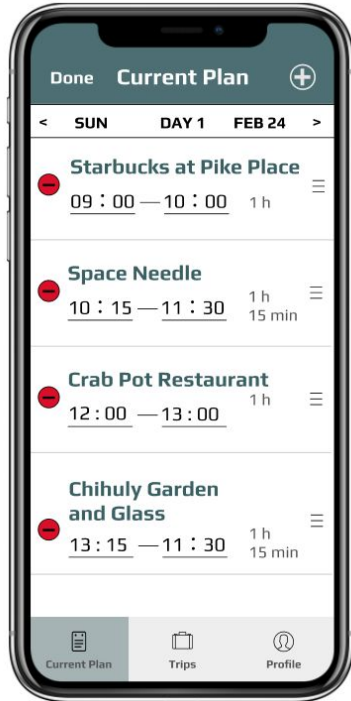 Done Current Plan
< SUN DAY 1 FEB 24 >
Starbucks at Pike Place
09 : 00 — 10 : 00 1 h
Space Needle
10 : 15 — 11 : 30 1 h
15 min
Crab Pot Restaurant
12 : 00 — 13 : 00 1 h
Chihuly Garden
and Glass
13 : 15 — 11 : 30 1 h
15 min
Current Plan Trips Profile